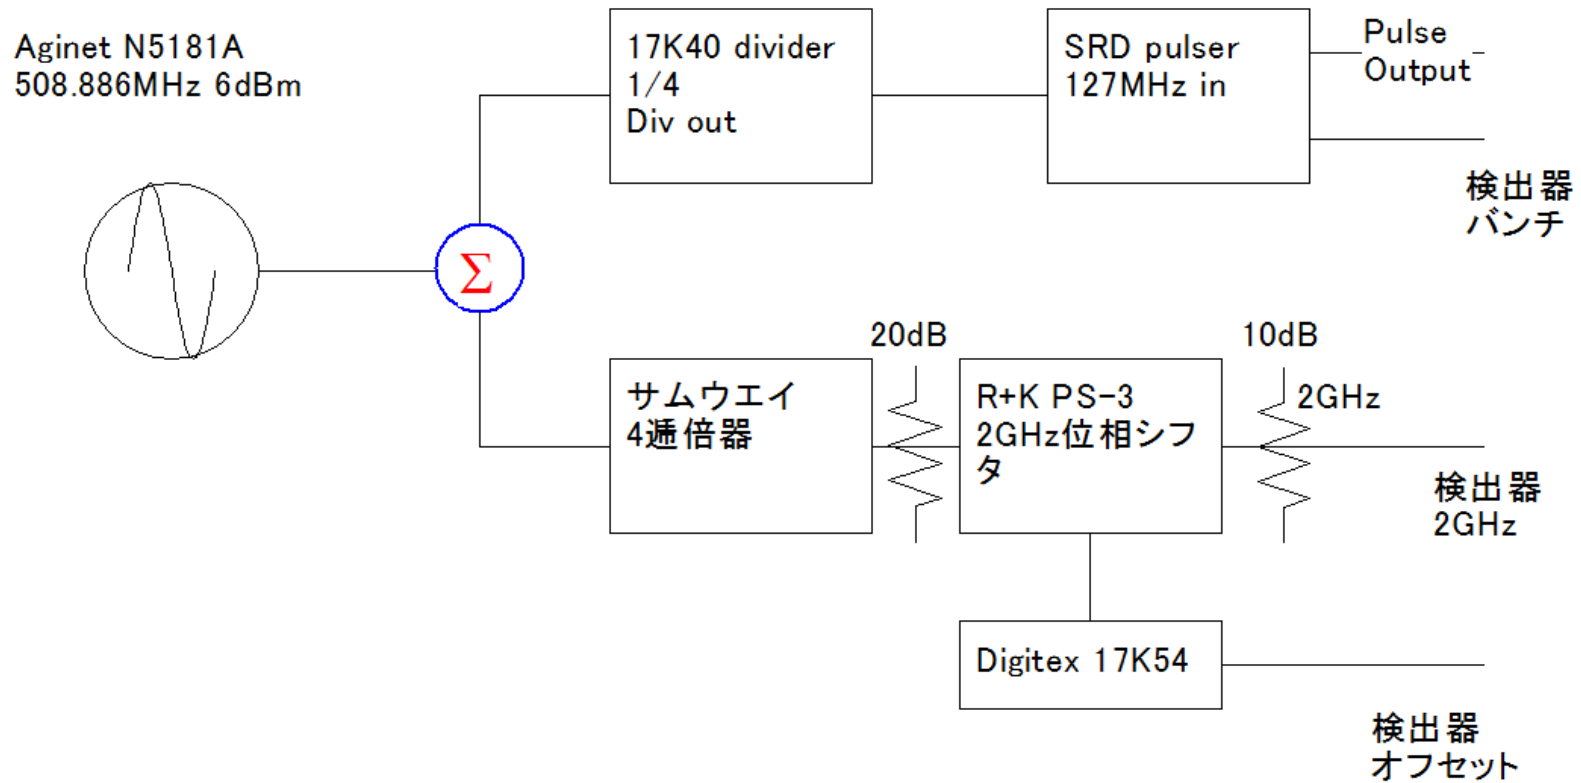 Aginet N5181A
508.886MHz 6dBm
17K40 divider
1/4
Div out
SRD pulser
127MHz in
Pulse
Output
検出器
バンチ
Σ
サムウエイ
4逓倍器
20dB
R+K PS-3
2GHz位相シフ
タ
10dB
2GHz
検出器
2GHz
Digitex 17K54
検出器
オフセット